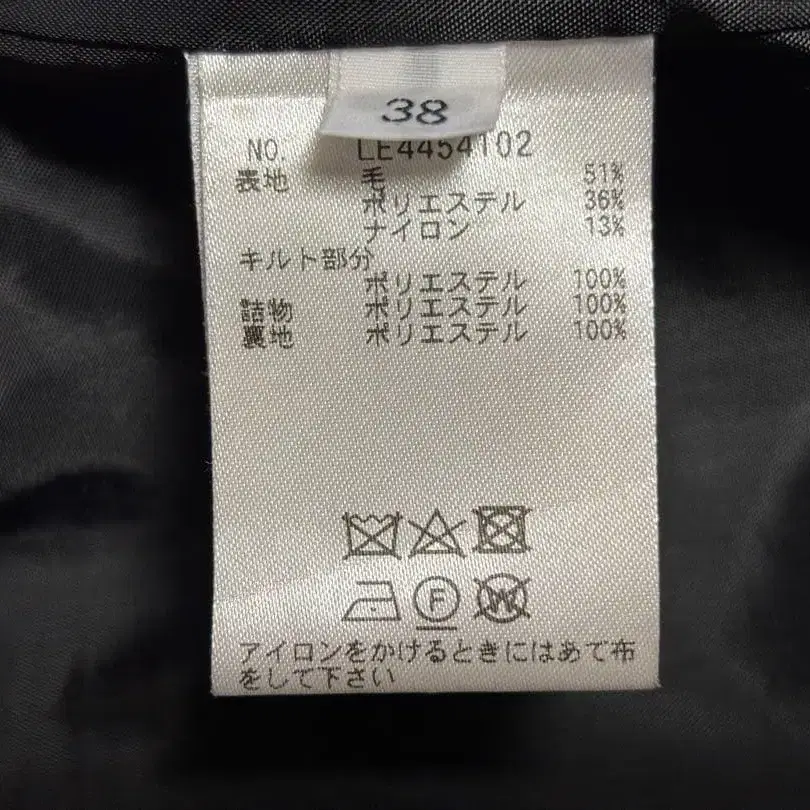 38
NO. LE4454102
表地 毛 51%
ポリエステル 36%
ナイロン 13%
キルト部分
ポリエステル 100%
詰物 ポリエステル 100%
裏地 ポリエステル 100%
F W
アイロンをかけるときにはあて布
をして下さい